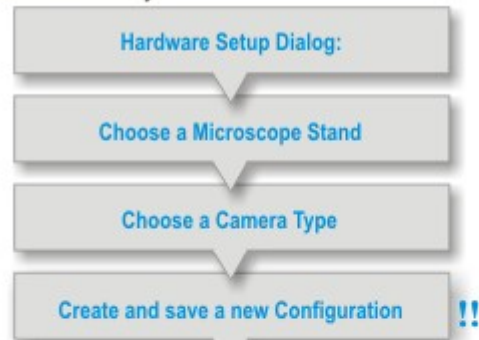 Hardware Setup Dialog:
Choose a Microscope Stand
Choose a Camera Type
Create and save a new Configuration !!